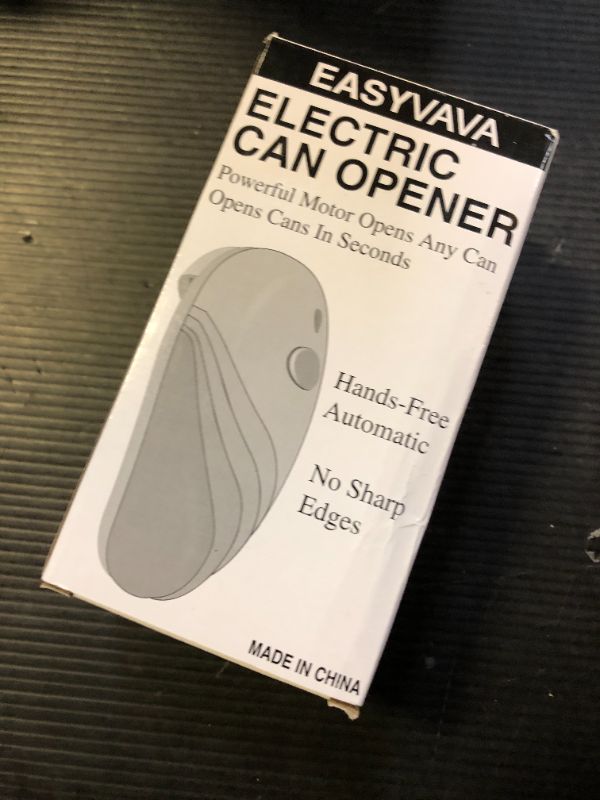 EASYVAVA
ELECTRIC
CAN OPENER
Powerful Motor Opens Any Can
Opens Cans In Seconds
Hands-Free
Automatic
No Sharp
Edges
MADE IN CHINA